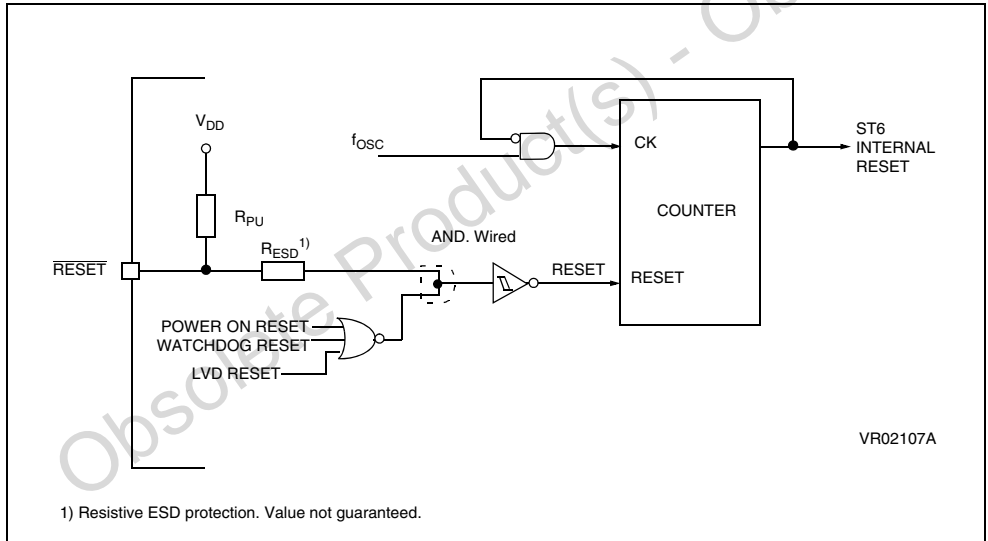 Obsolete Product(s) - Ob
V_DD
f_OSC
CK
ST6
INTERNAL
RESET
R_PU
COUNTER
AND. Wired
R_ESD 1)
RESET
RESET
RESET
POWER ON RESET
WATCHDOG RESET
LVD RESET
VR02107A
1) Resistive ESD protection. Value not guaranteed.